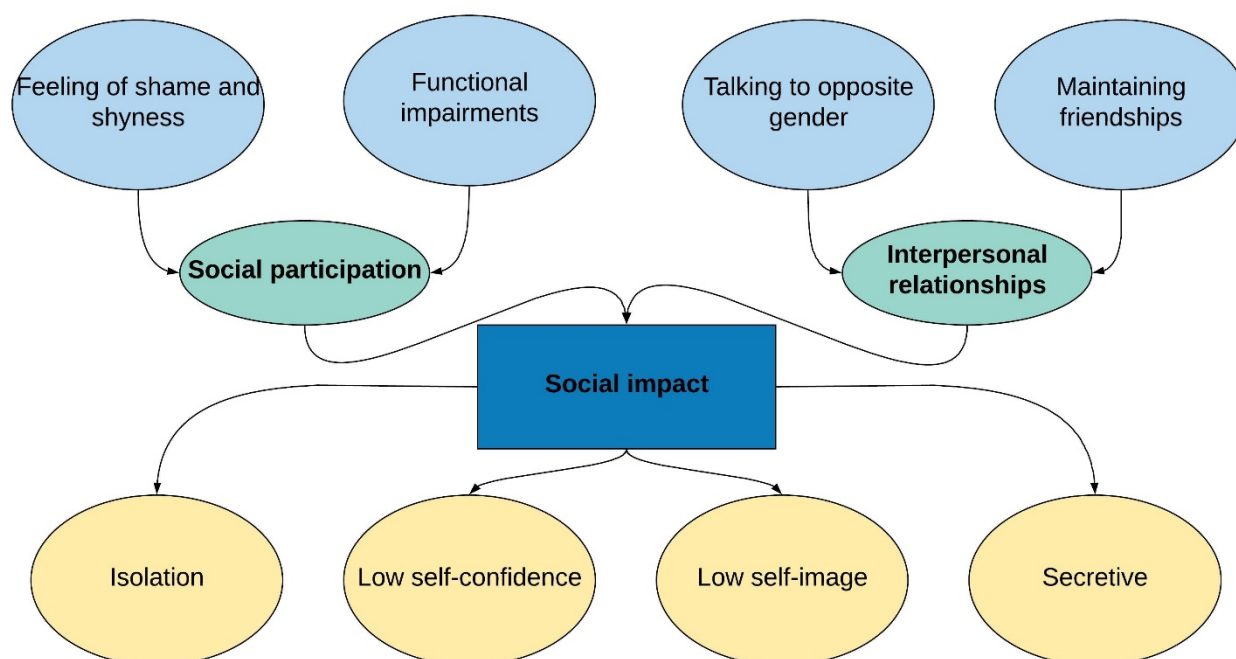 Feeling of shame and
shyness
Functional
impairments
Talking to opposite
gender
Maintaining
friendships
Social participation
Interpersonal
relationships
Social impact
Isolation
Low self-confidence
Low self-image
Secretive